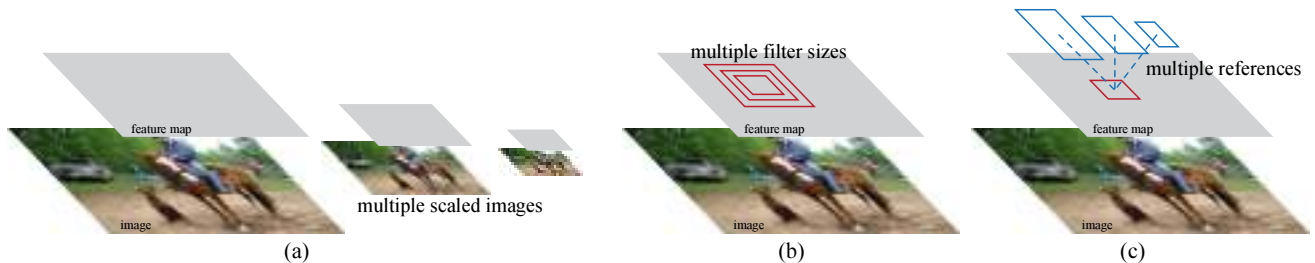 feature map
image
multiple scaled images
(a)
multiple filter sizes
feature map
image
(b)
multiple references
feature map
image
(c)